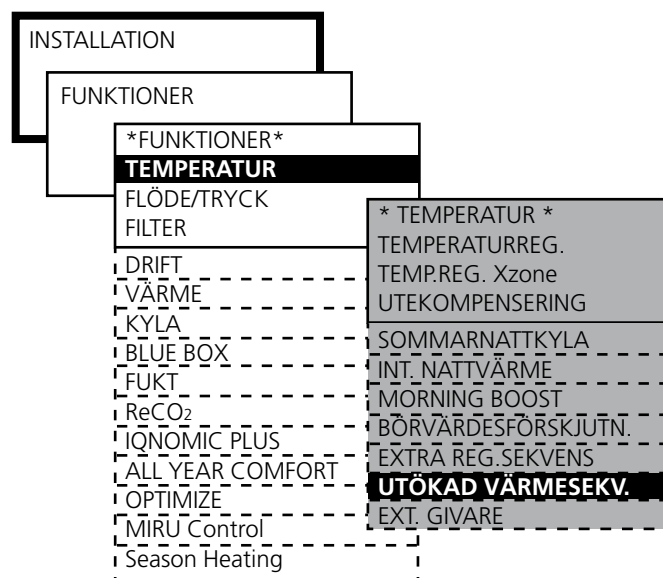 INSTALLATION
FUNKTIONER
*FUNKTIONER*
TEMPERATUR
FLÖDE/TRYCK
FILTER
DRIFT
VÄRME
KYLA
BLUE BOX
FUKT
ReCO2
IQNOMIC PLUS
ALL YEAR COMFORT
OPTIMIZE
MIRU Control
Season Heating
* TEMPERATUR *
TEMPERATURREG.
TEMP.REG. Xzone
UTEKOMPENSERING
SOMMARNATTKYLA
INT. NATTVÄRME
MORNING BOOST
BÖRVÄRDESFÖRSKJUTN.
EXTRA REG.SEKVENS
UTÖKAD VÄRMESEKV.
EXT. GIVARE